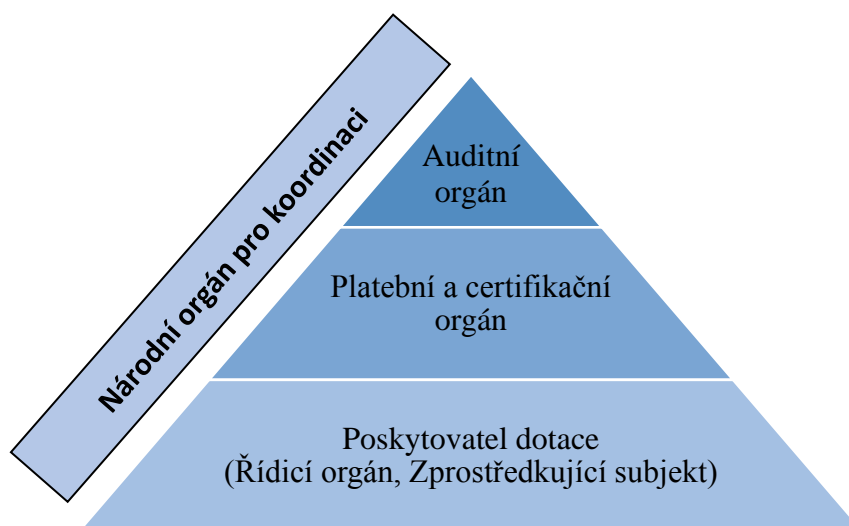 Národní orgán pro koordinaci
Auditní
orgán
Platební a certifikační
orgán
Poskytovatel dotace
(Řídicí orgán, Zprostředkující subjekt)